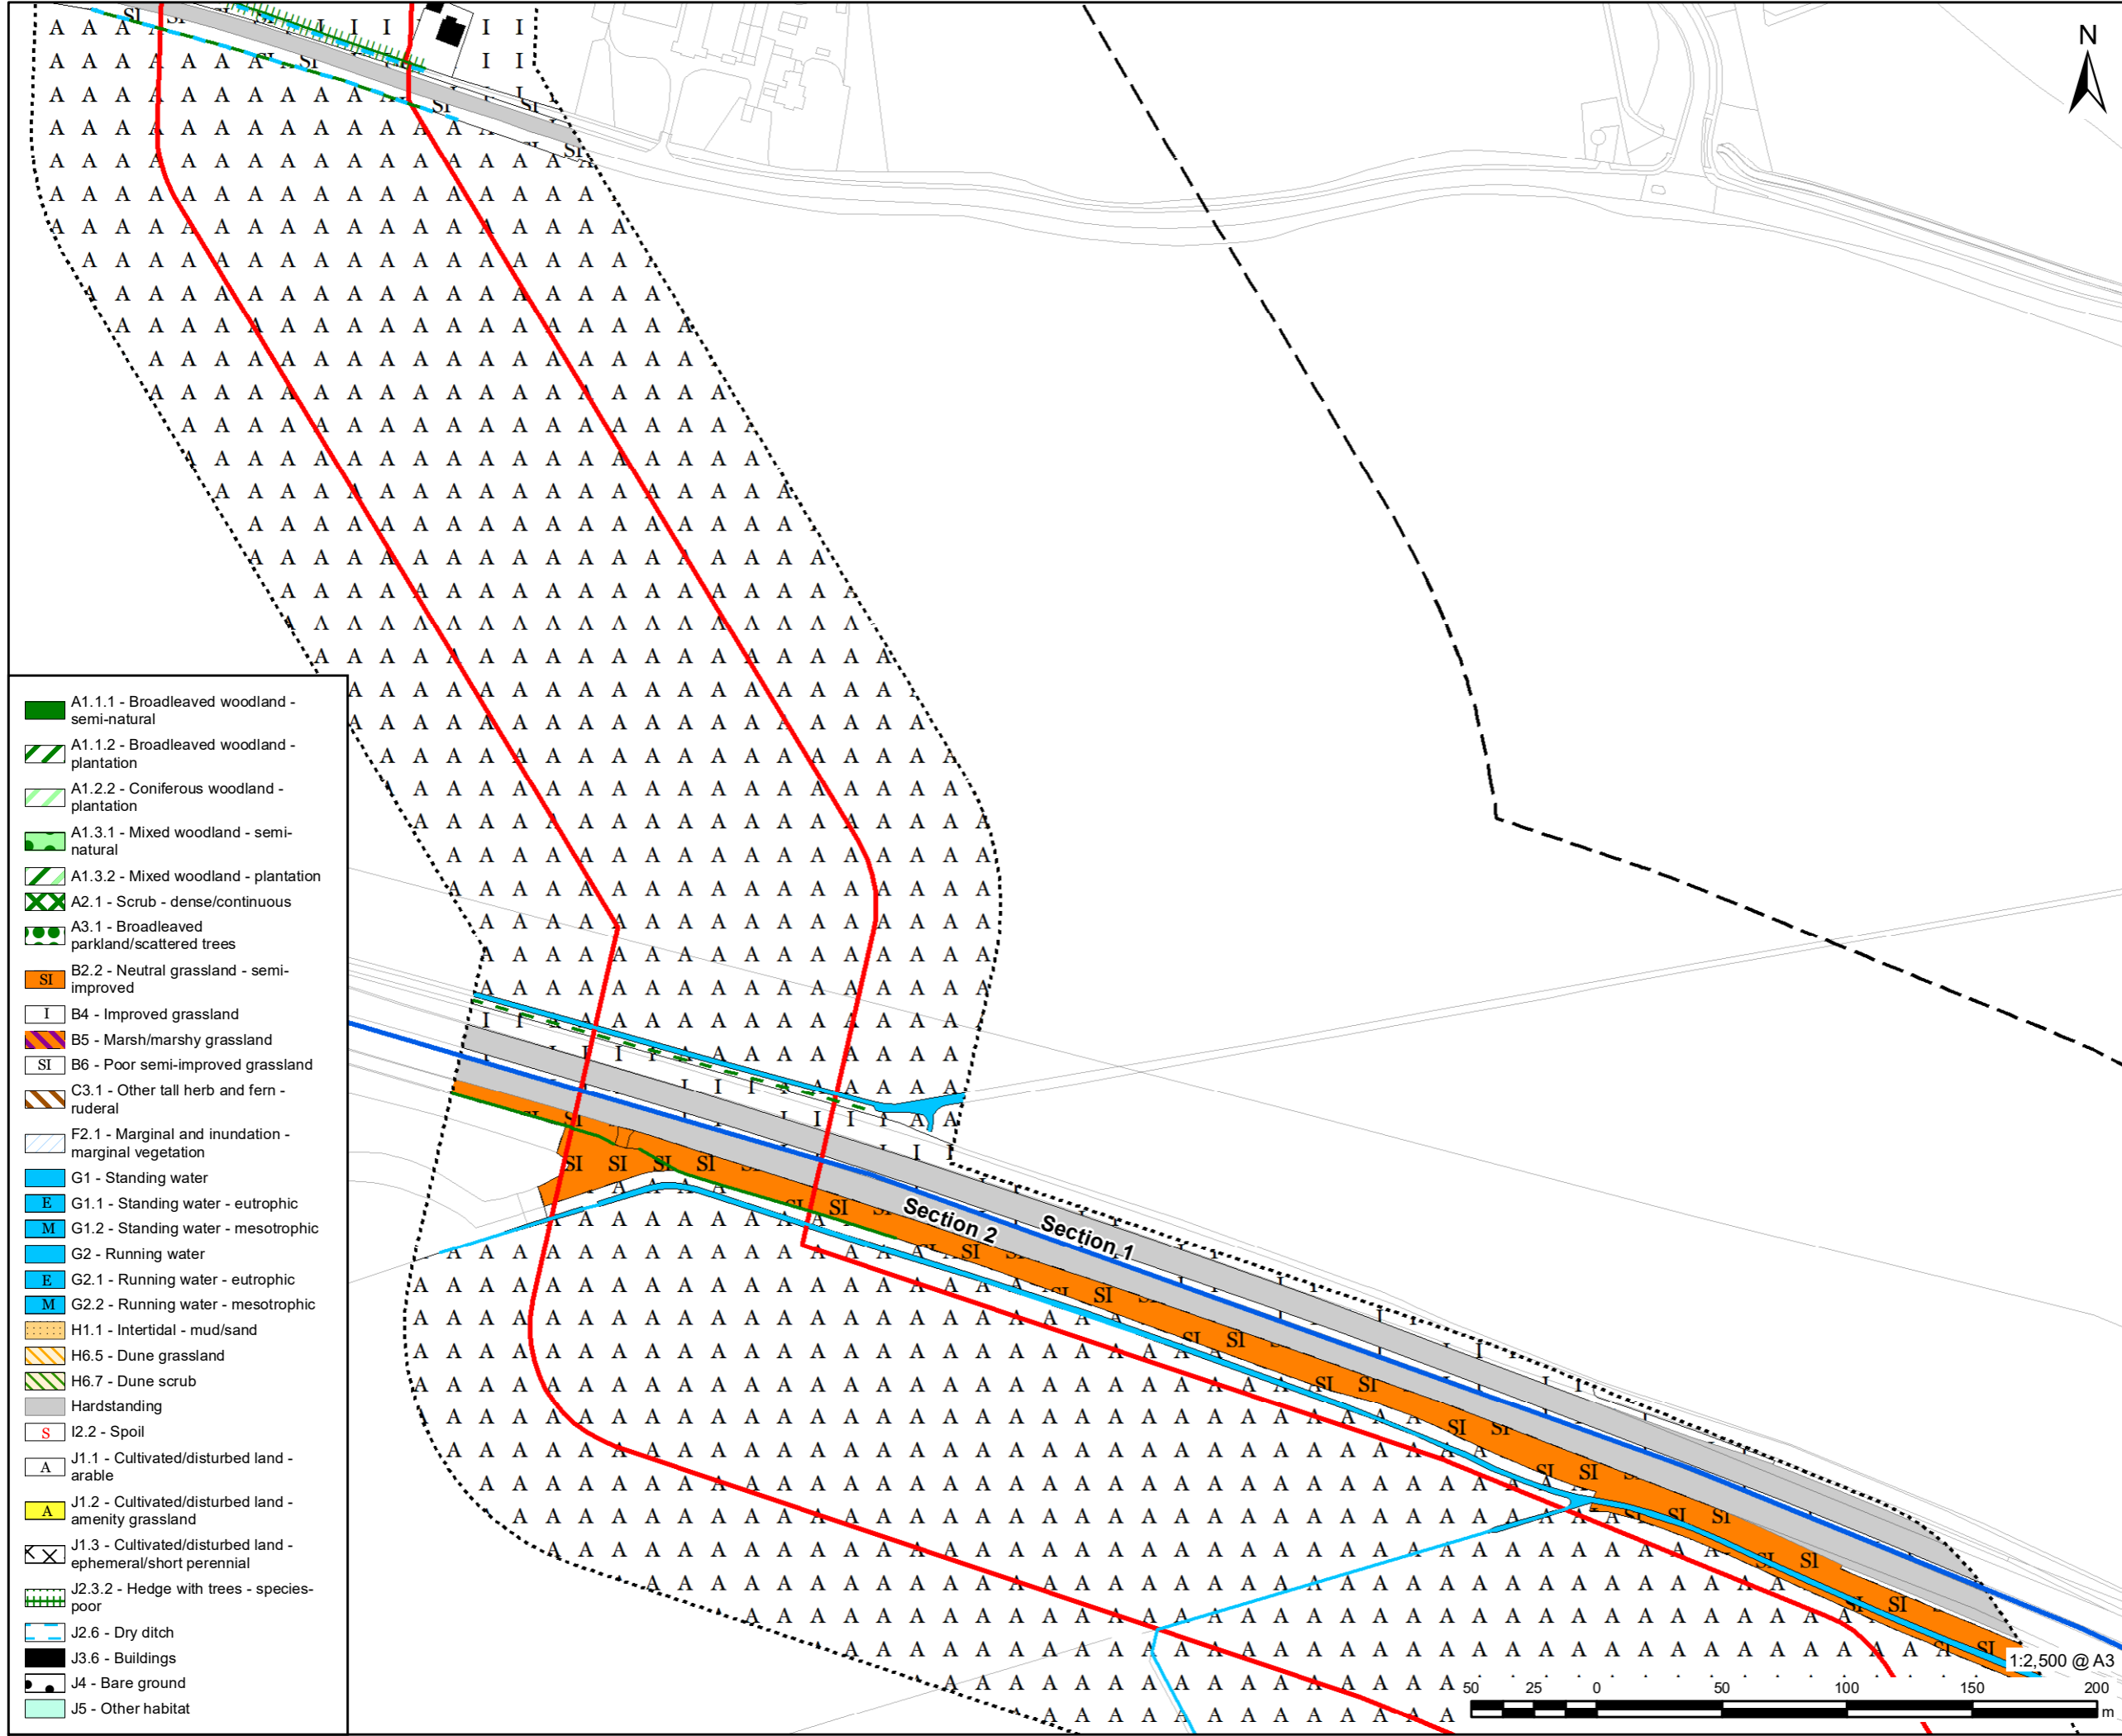 N
A1.1.1 - Broadleaved woodland -
semi-natural
A1.1.2 - Broadleaved woodland -
plantation
A1.2.2 - Coniferous woodland -
plantation
A1.3.1 - Mixed woodland - semi-
natural
A1.3.2 - Mixed woodland - plantation
A2.1 - Scrub - dense/continuous
A3.1 - Broadleaved
parkland/scattered trees
SI B2.2 - Neutral grassland - semi-
improved
I B4 - Improved grassland
B5 - Marsh/marshy grassland
SI B6 - Poor semi-improved grassland
C3.1 - Other tall herb and fern -
ruderal
F2.1 - Marginal and inundation -
marginal vegetation
G1 - Standing water
E G1.1 - Standing water - eutrophic
M G1.2 - Standing water - mesotrophic
G2 - Running water
E G2.1 - Running water - eutrophic
M G2.2 - Running water - mesotrophic
H1.1 - Intertidal - mud/sand
H6.5 - Dune grassland
H6.7 - Dune scrub
Hardstanding
S I2.2 - Spoil
A J1.1 - Cultivated/disturbed land -
arable
A J1.2 - Cultivated/disturbed land -
amenity grassland
J1.3 - Cultivated/disturbed land -
ephemeral/short perennial
J2.3.2 - Hedge with trees - species-
poor
J2.6 - Dry ditch
J3.6 - Buildings
J4 - Bare ground
J5 - Other habitat
Section 2
Section 1
1:2,500 @ A3
50 25 0 50 100 150 200
m